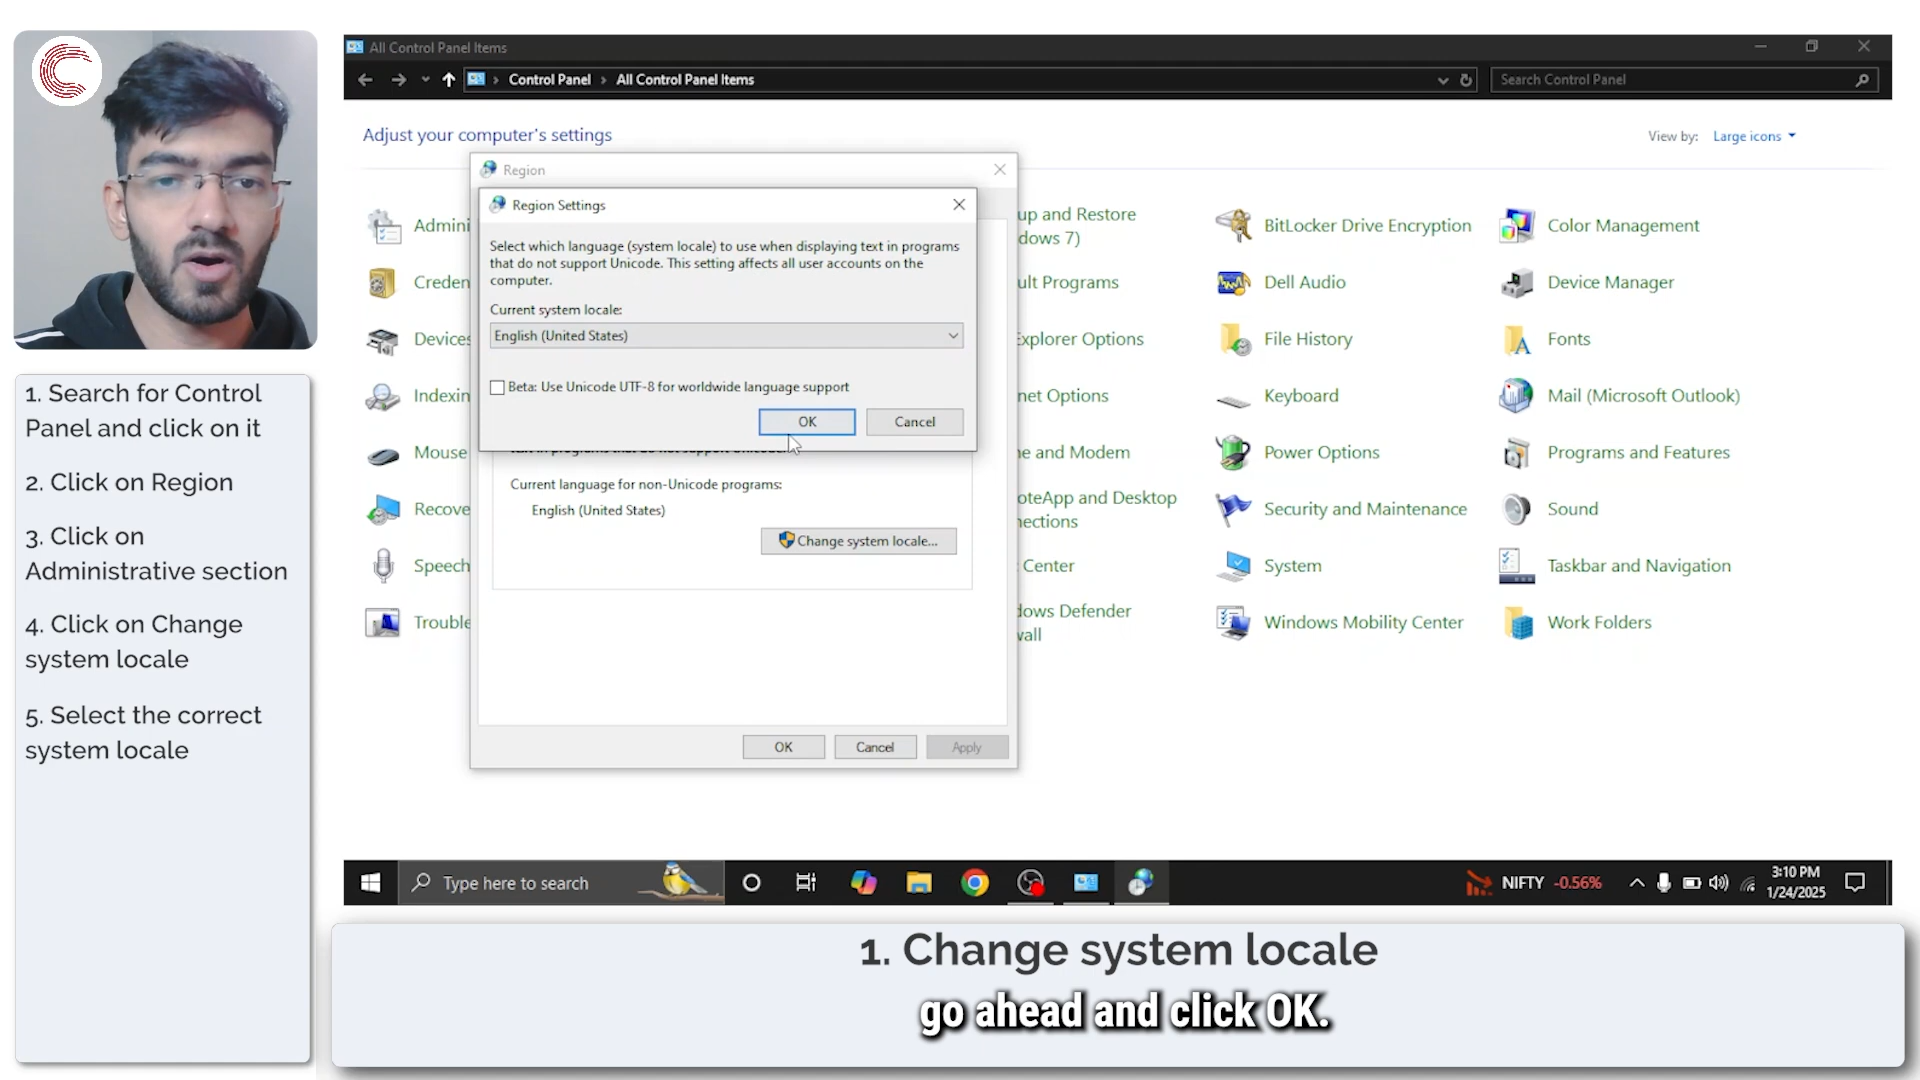 1. Search for Control
Panel and click on it
2. Click on Region
3. Click on
Administrative section
4. Click on Change
system locale
5. Select the correct
system locale
All Control Panel Items
Control Panel
All Control Panel Items
Search Control Panel
Adjust your computer's settings
View by:
Large icons
Region
Region Settings
Select which language (system locale) to use when displaying text in programs
that do not support Unicode. This setting affects all user accounts on the
computer.
Current system locale:
English (United States)
Beta: Use Unicode UTF-8 for worldwide language support
OK
Cancel
Current language for non-Unicode programs:
English (United States)
Change system locale...
OK
Cancel
Apply
Admini
Creden
Devices
Indexin
Mouse
Recove
Speech
Trouble
up and Restore
dows 7)
ult Programs
Explorer Options
net Options
ne and Modem
oteApp and Desktop
nections
Center
dows Defender
wall
BitLocker Drive Encryption
Dell Audio
File History
Keyboard
Power Options
Security and Maintenance
System
Windows Mobility Center
Color Management
Device Manager
Fonts
Mail (Microsoft Outlook)
Programs and Features
Sound
Taskbar and Navigation
Work Folders
Type here to search
NIFTY -0.56%
3:10 PM
1/24/2025
1. Change system locale
go ahead and click OK.